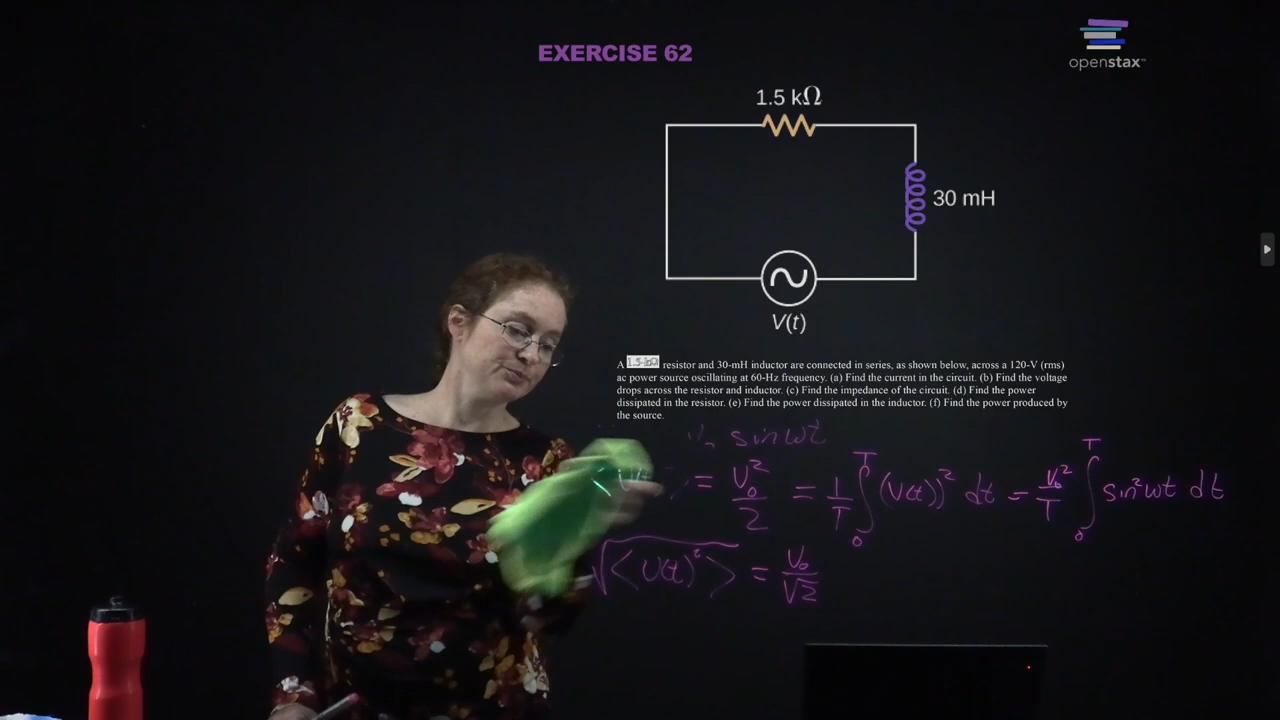 EXERCISE 62
openstax™
1.5 kΩ
30 mH
V(t)
A 1.5-kΩ resistor and 30-mH inductor are connected in series, as shown below, across a 120-V (rms)
ac power source oscillating at 60-Hz frequency. (a) Find the current in the circuit. (b) Find the voltage
drops across the resistor and inductor. (c) Find the impedance of the circuit. (d) Find the power
dissipated in the resistor. (e) Find the power dissipated in the inductor. (f) Find the power produced by
the source.
V₀ sin ωt
= V₀²/2 = 1/T ∫₀ᵀ (V(t))² dt = V₀²/T ∫₀ᵀ sin² ωt dt
√⟨V(t)²⟩ = V₀/√2